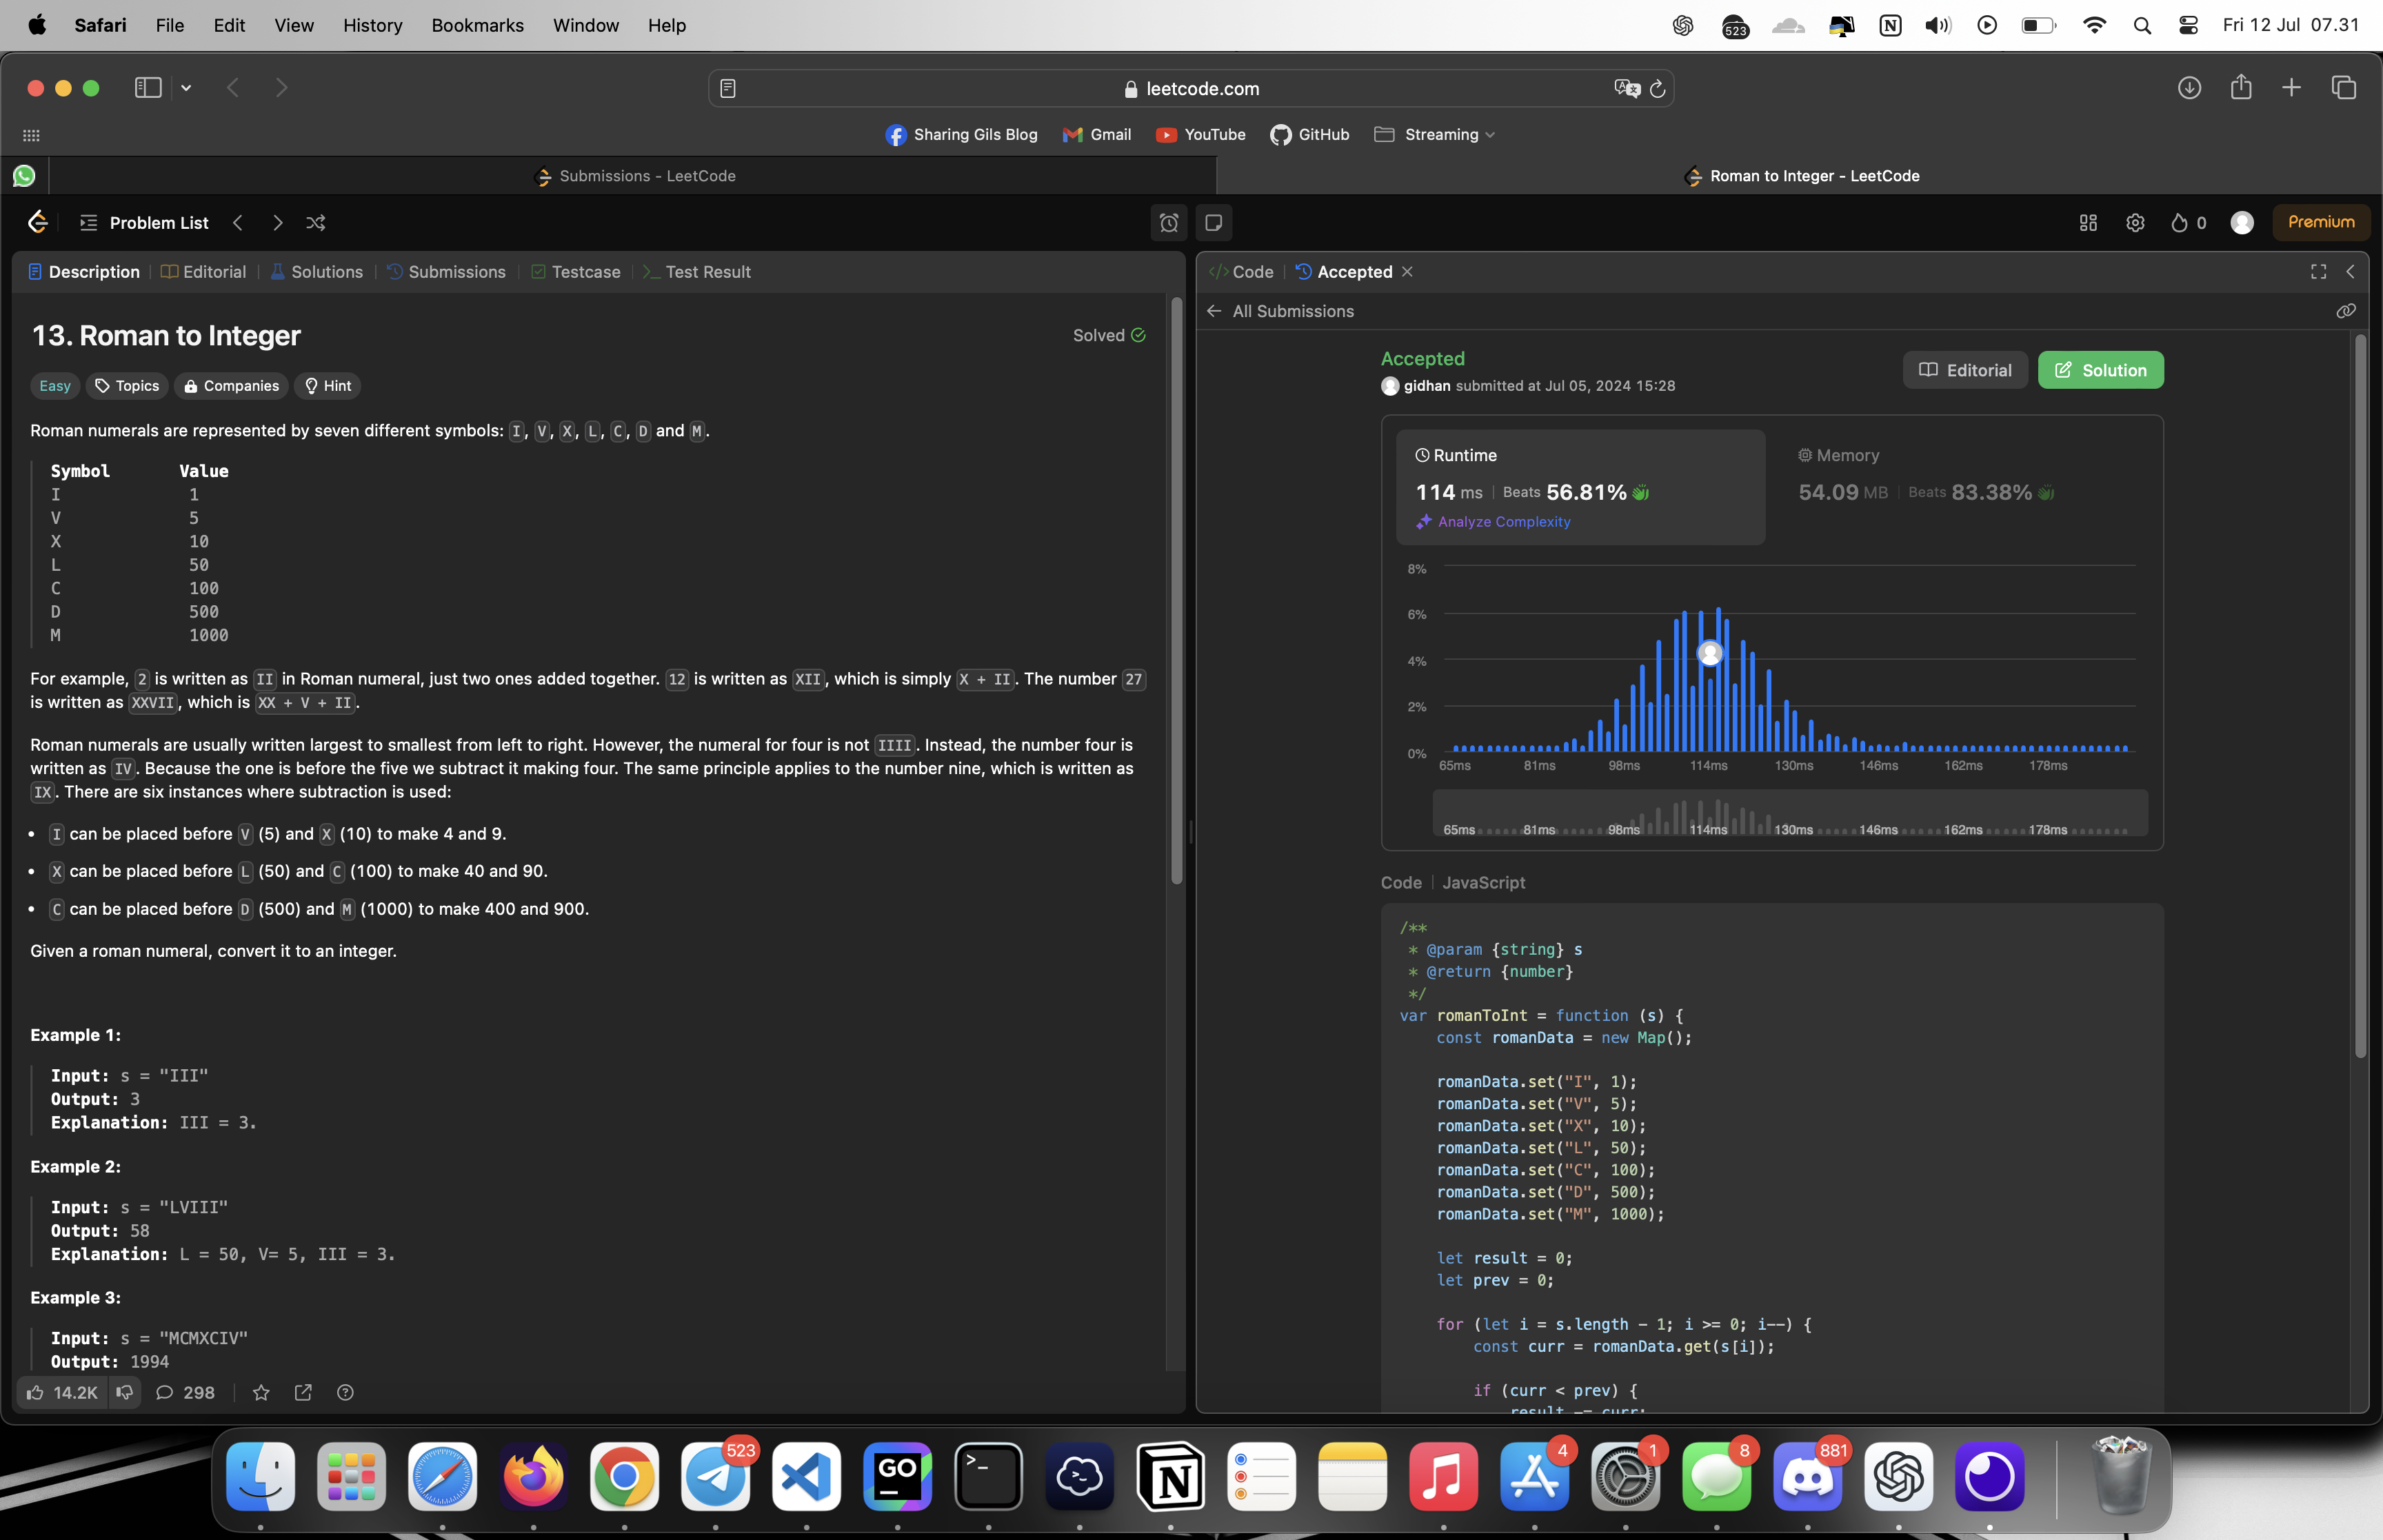 Safari File Edit View History Bookmarks Window Help 523 Fri 12 Jul 07.31
leetcode.com
Sharing Gils Blog Gmail YouTube GitHub Streaming
Submissions - LeetCode Roman to Integer - LeetCode
Problem List 0 Premium
Description Editorial Solutions Submissions Testcase Test Result
13. Roman to Integer
Solved
Easy Topics Companies Hint
Roman numerals are represented by seven different symbols: I, V, X, L, C, D and M.
Symbol Value
I 1
V 5
X 10
L 50
C 100
D 500
M 1000
For example, 2 is written as II in Roman numeral, just two ones added together. 12 is written as XII, which is simply X + II. The number 27
is written as XXVII, which is XX + V + II.
Roman numerals are usually written largest to smallest from left to right. However, the numeral for four is not IIII. Instead, the number four is
written as IV. Because the one is before the five we subtract it making four. The same principle applies to the number nine, which is written as
IX. There are six instances where subtraction is used:
• I can be placed before V (5) and X (10) to make 4 and 9.
• X can be placed before L (50) and C (100) to make 40 and 90.
• C can be placed before D (500) and M (1000) to make 400 and 900.
Given a roman numeral, convert it to an integer.
Example 1:
Input: s = "III"
Output: 3
Explanation: III = 3.
Example 2:
Input: s = "LVIII"
Output: 58
Explanation: L = 50, V= 5, III = 3.
Example 3:
Input: s = "MCMXCIV"
Output: 1994
14.2K 298
</> Code Accepted
All Submissions
Accepted
gidhan submitted at Jul 05, 2024 15:28
Editorial Solution
Runtime
114 ms Beats 56.81%
Analyze Complexity
Memory
54.09 MB Beats 83.38%
8%
6%
4%
2%
0%
65ms 81ms 98ms 114ms 130ms 146ms 162ms 178ms
65ms 81ms 98ms 114ms 130ms 146ms 162ms 178ms
Code JavaScript
/**
* @param {string} s
* @return {number}
*/
var romanToInt = function (s) {
const romanData = new Map();
romanData.set("I", 1);
romanData.set("V", 5);
romanData.set("X", 10);
romanData.set("L", 50);
romanData.set("C", 100);
romanData.set("D", 500);
romanData.set("M", 1000);
let result = 0;
let prev = 0;
for (let i = s.length - 1; i >= 0; i--) {
const curr = romanData.get(s[i]);
if (curr < prev) {
result -= curr;
523 GO 4 1 8 881